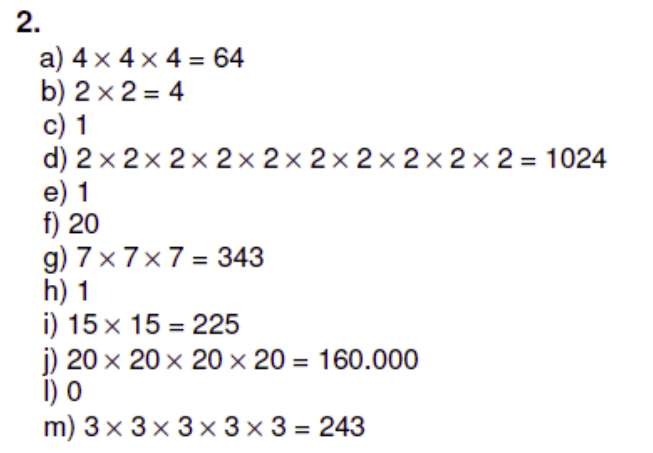 2.
a) 4 × 4 × 4 = 64
b) 2 × 2 = 4
c) 1
d) 2 × 2 × 2 × 2 × 2 × 2 × 2 × 2 × 2 × 2 = 1024
e) 1
f) 20
g) 7 × 7 × 7 = 343
h) 1
i) 15 × 15 = 225
j) 20 × 20 × 20 × 20 = 160.000
l) 0
m) 3 × 3 × 3 × 3 × 3 = 243